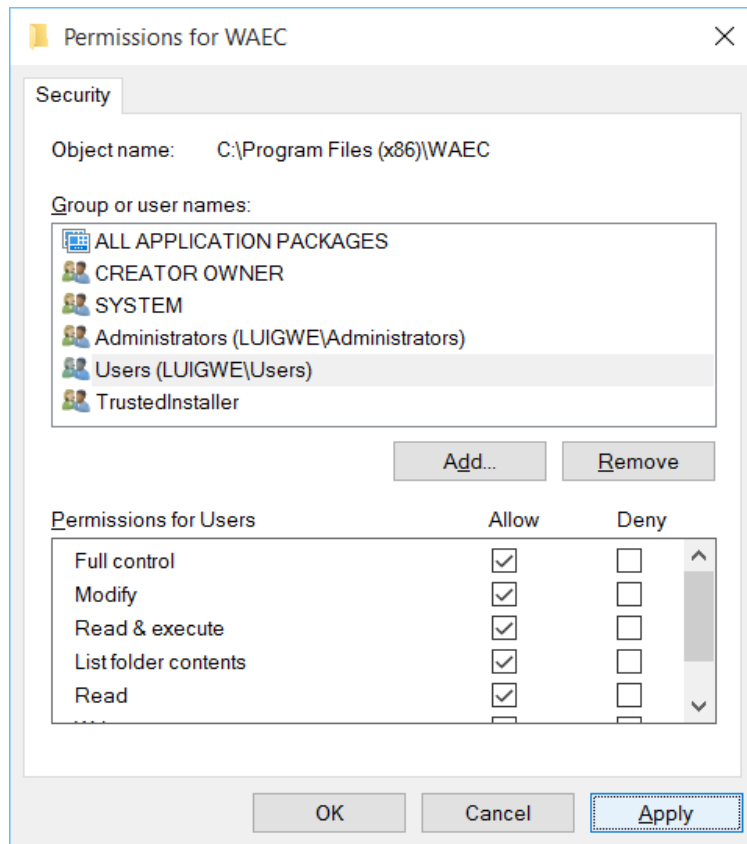 Permissions for WAEC
Security
Object name: C:\Program Files (x86)\WAEC
Group or user names:
ALL APPLICATION PACKAGES
CREATOR OWNER
SYSTEM
Administrators (LUIGWE\Administrators)
Users (LUIGWE\Users)
TrustedInstaller
Add... Remove
Permissions for Users Allow Deny
Full control
Modify
Read & execute
List folder contents
Read
OK Cancel Apply